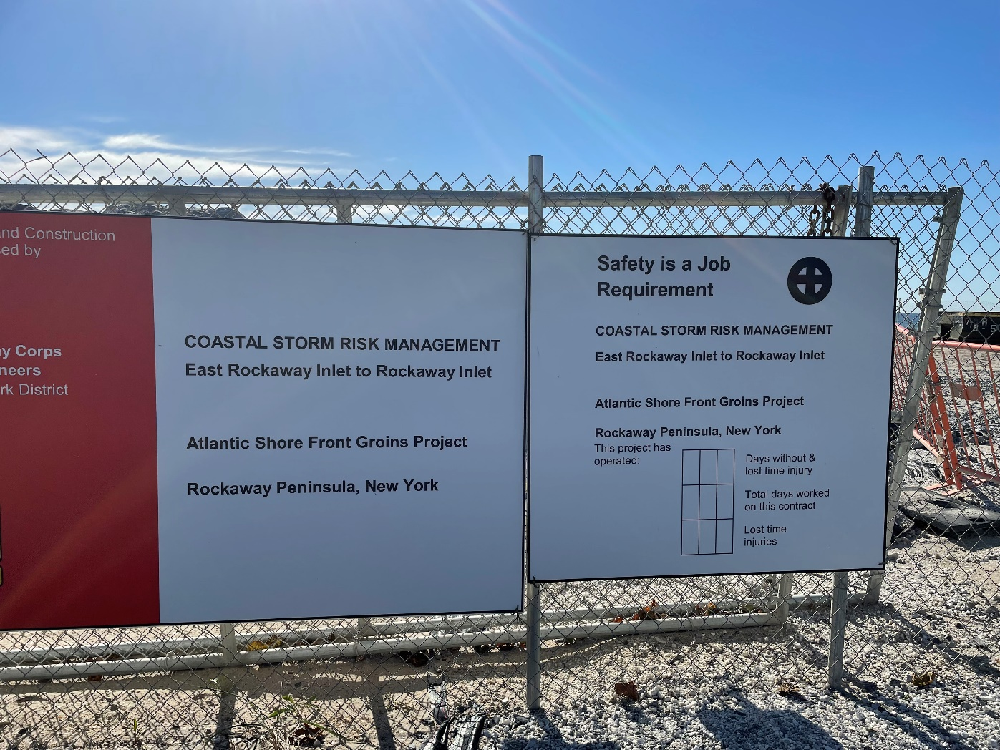 and Construction
ed by
y Corps
neers
rk District
COASTAL STORM RISK MANAGEMENT
East Rockaway Inlet to Rockaway Inlet
Atlantic Shore Front Groins Project
Rockaway Peninsula, New York
Safety is a Job
Requirement
COASTAL STORM RISK MANAGEMENT
East Rockaway Inlet to Rockaway Inlet
Atlantic Shore Front Groins Project
Rockaway Peninsula, New York
This project has
operated:
Days without &
lost time injury
Total days worked
on this contract
Lost time
injuries